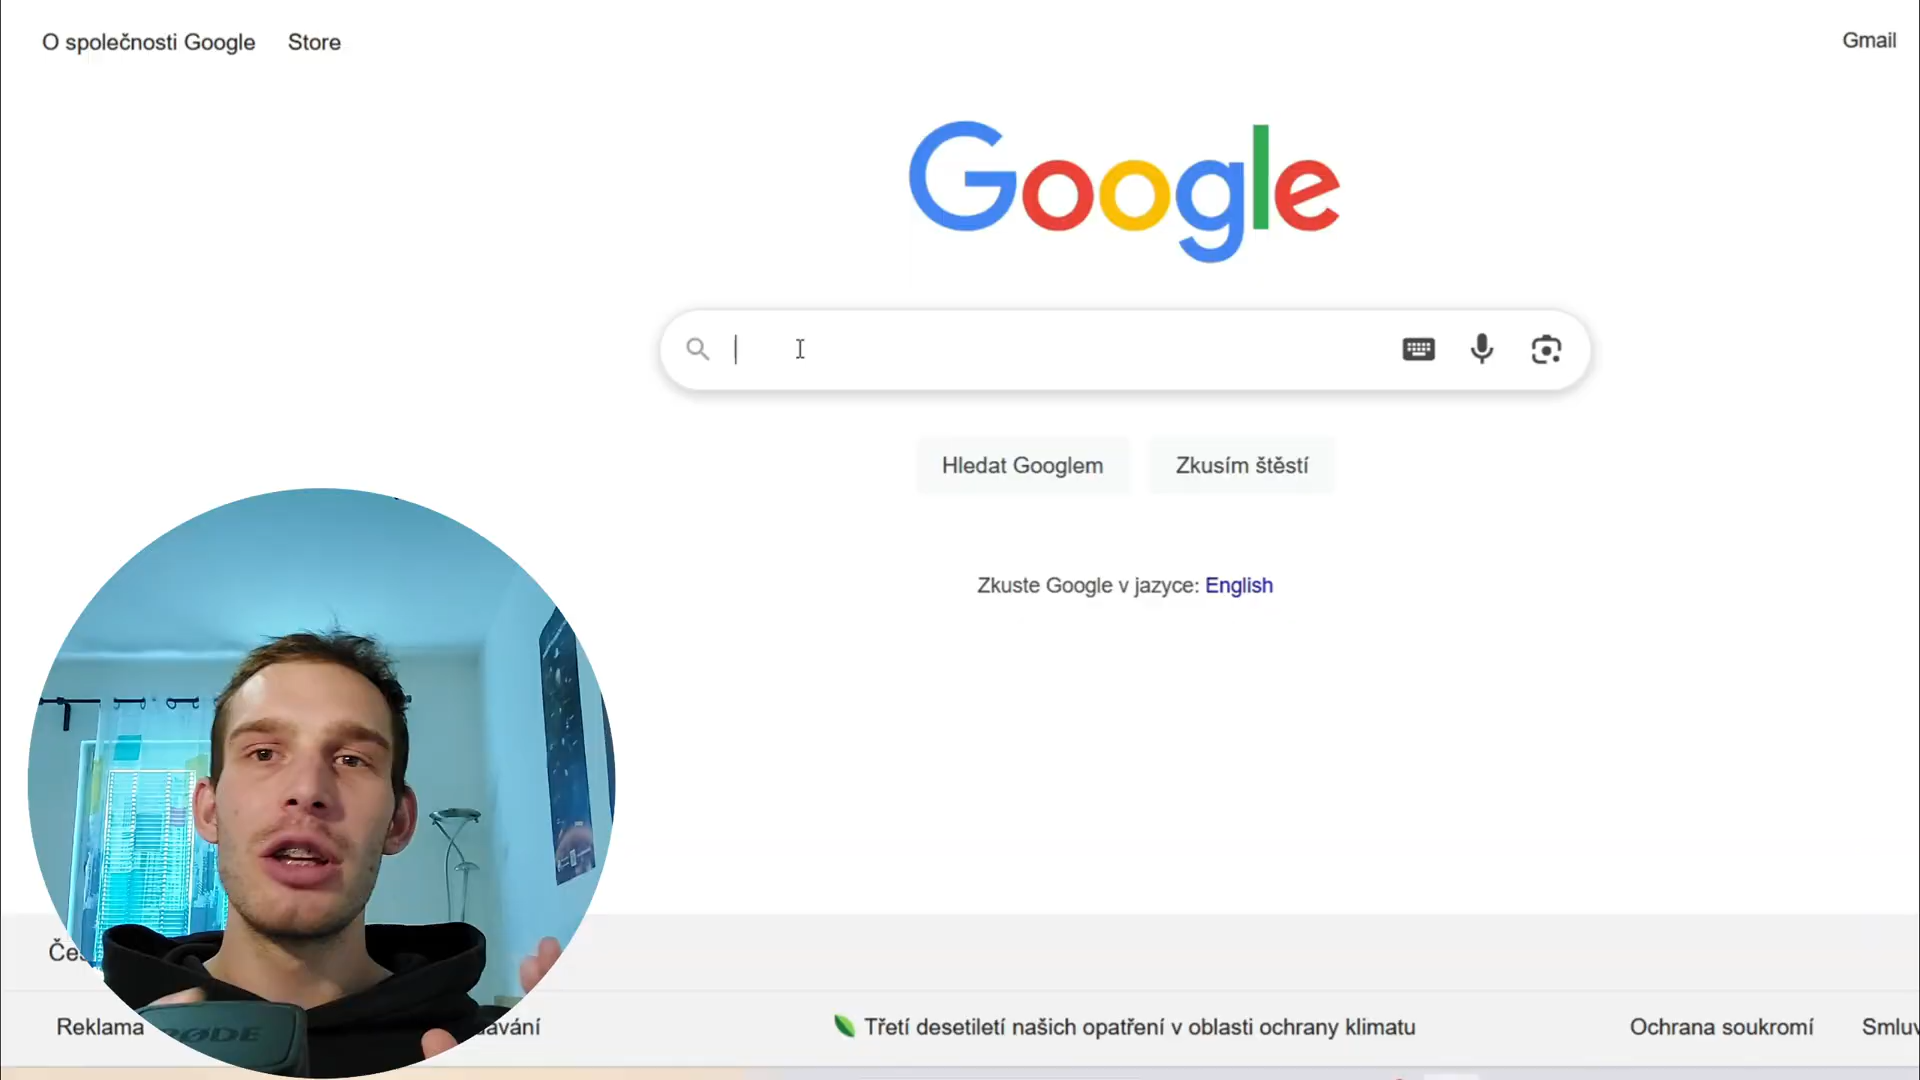 O společnosti Google
Store
Gmail
Google
Hledat Googlem
Zkusím štěstí
Zkuste Google v jazyce: English
Reklama
RØDE
Třetí desetiletí našich opatření v oblasti ochrany klimatu
Ochrana soukromí